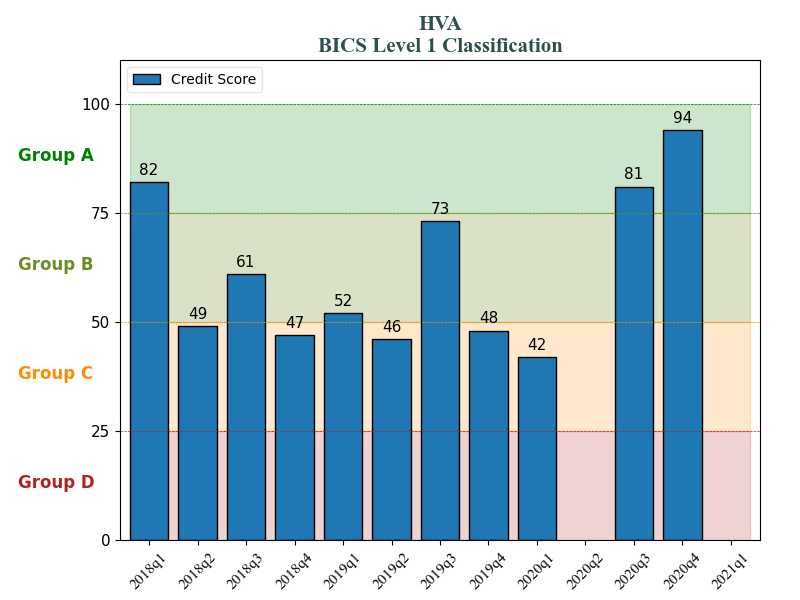 HVA
BICS Level 1 Classification
Credit Score
100
75
50
25
0
Group A
Group B
Group C
Group D
82
49
61
47
52
46
73
48
42
81
94
2018q1
2018q2
2018q3
2018q4
2019q1
2019q2
2019q3
2019q4
2020q1
2020q2
2020q3
2020q4
2021q1